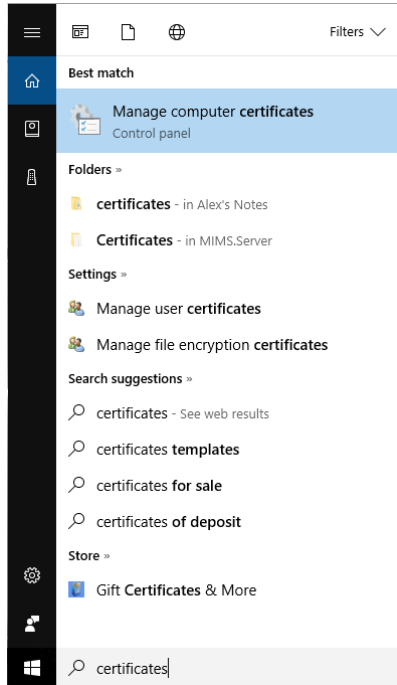 Filters
Best match
Manage computer certificates
Control panel
Folders »
certificates - in Alex's Notes
Certificates - in MIMS.Server
Settings »
Manage user certificates
Manage file encryption certificates
Search suggestions »
certificates - See web results
certificates templates
certificates for sale
certificates of deposit
Store »
Gift Certificates & More
certificates